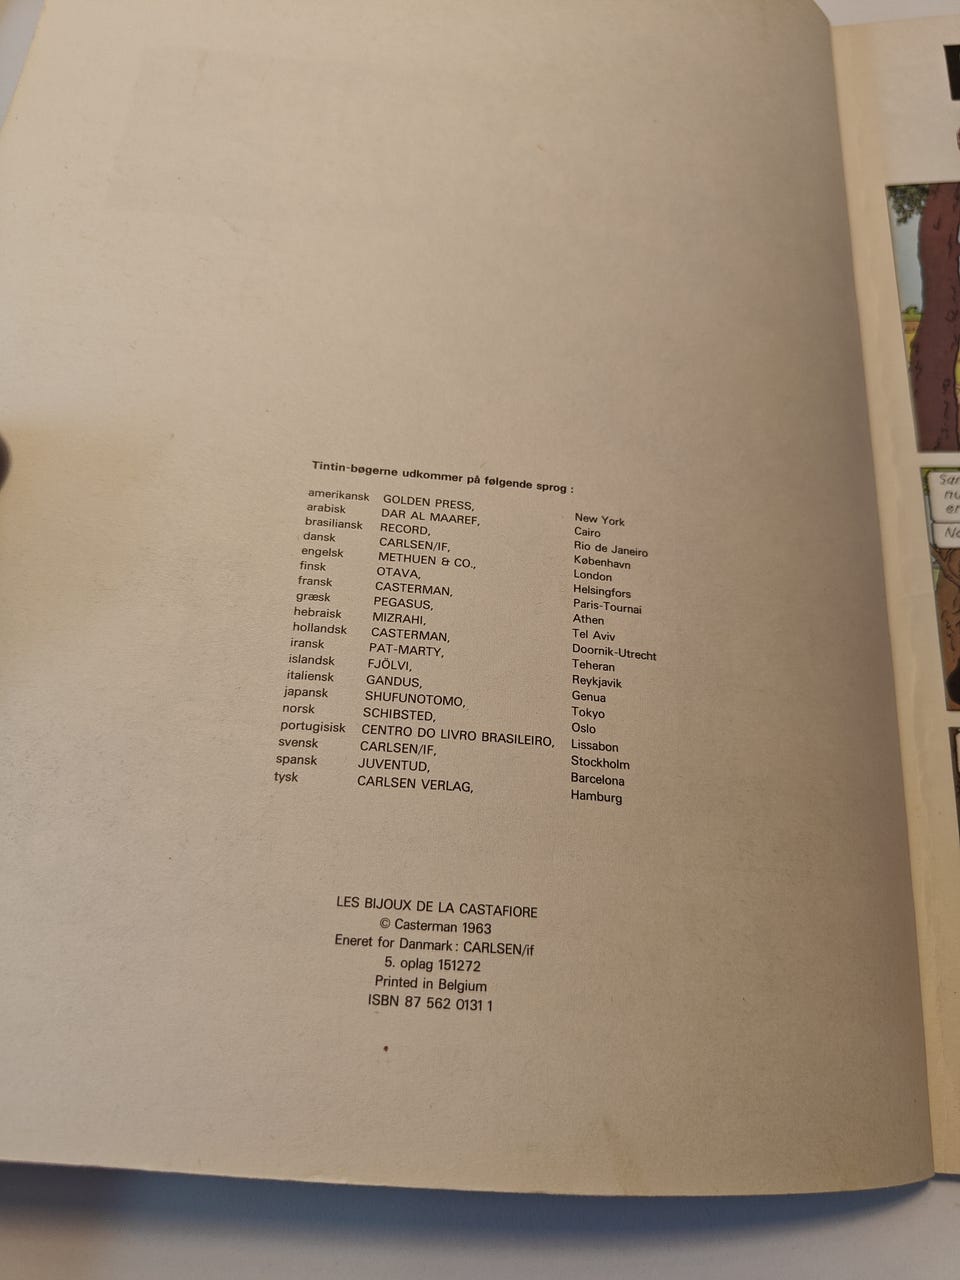 Tintin-bøgerne udkommer på følgende sprog :
amerikansk GOLDEN PRESS, New York
arabisk DAR AL MAAREF, Cairo
brasiliansk RECORD, Rio de Janeiro
dansk CARLSEN/IF, København
engelsk METHUEN & CO., London
finsk OTAVA, Helsingfors
fransk CASTERMAN, Paris-Tournai
græsk PEGASUS, Athen
hebraisk MIZRAHI, Tel Aviv
hollandsk CASTERMAN, Doornik-Utrecht
iransk PAT-MARTY, Teheran
islandsk FJÖLVI, Reykjavik
italiensk GANDUS, Genua
japansk SHUFUNOTOMO, Tokyo
norsk SCHIBSTED, Oslo
portugisisk CENTRO DO LIVRO BRASILEIRO, Lissabon
svensk CARLSEN/IF, Stockholm
spansk JUVENTUD, Barcelona
tysk CARLSEN VERLAG, Hamburg
LES BIJOUX DE LA CASTAFIORE
© Casterman 1963
Eneret for Danmark : CARLSEN/if
5. oplag 151272
Printed in Belgium
ISBN 87 562 0131 1